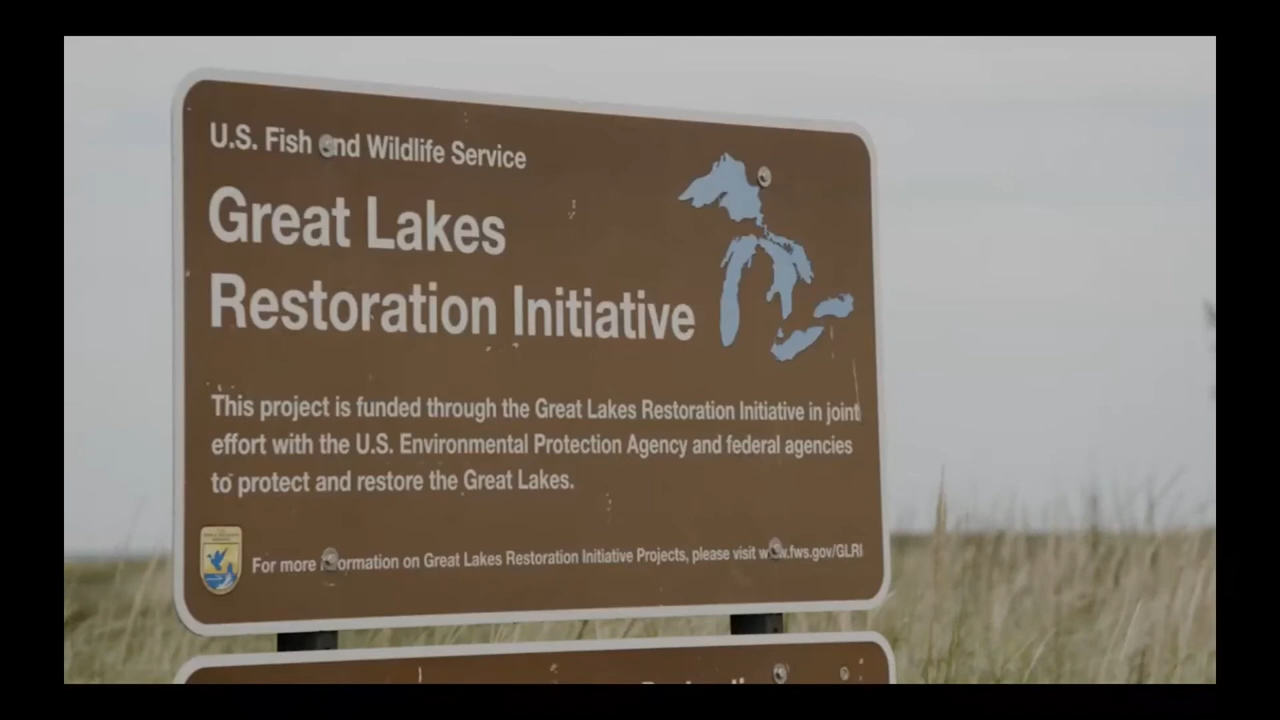 U.S. Fish and Wildlife Service
Great Lakes
Restoration Initiative
This project is funded through the Great Lakes Restoration Initiative in joint
effort with the U.S. Environmental Protection Agency and federal agencies
to protect and restore the Great Lakes.
For more information on Great Lakes Restoration Initiative Projects, please visit www.fws.gov/GLRI